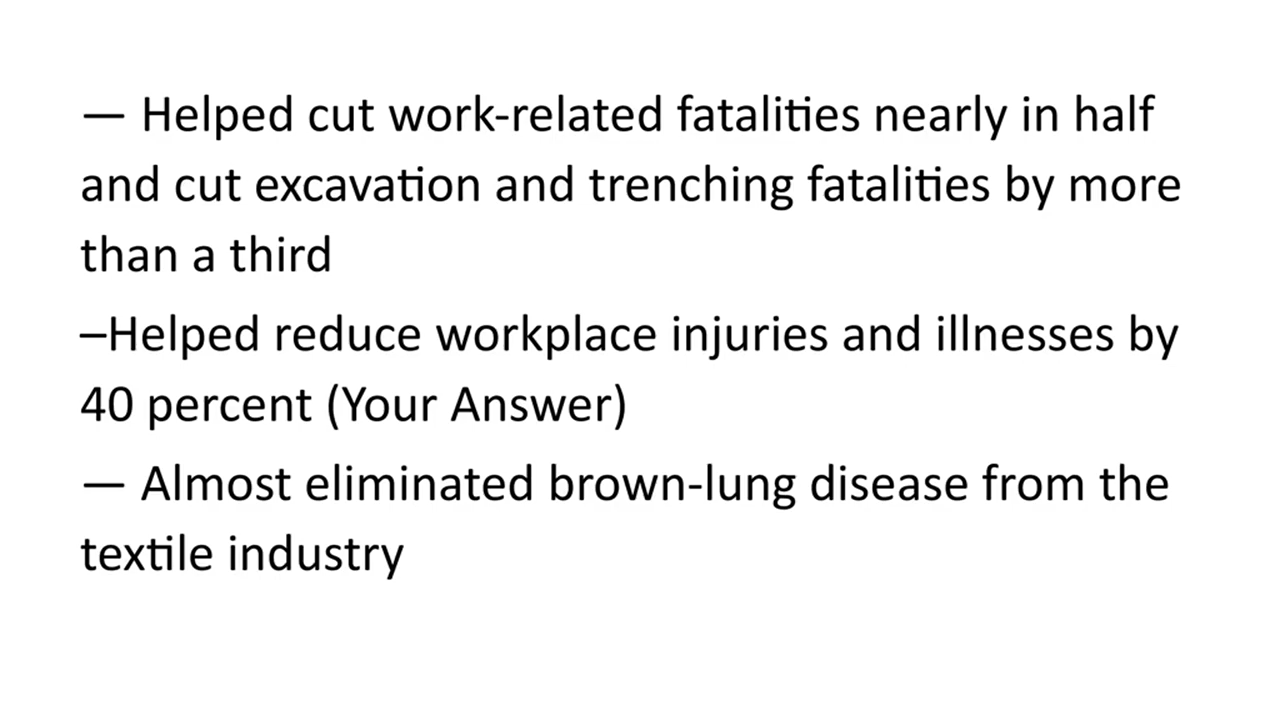 — Helped cut work-related fatalities nearly in half
and cut excavation and trenching fatalities by more
than a third
–Helped reduce workplace injuries and illnesses by
40 percent (Your Answer)
— Almost eliminated brown-lung disease from the
textile industry